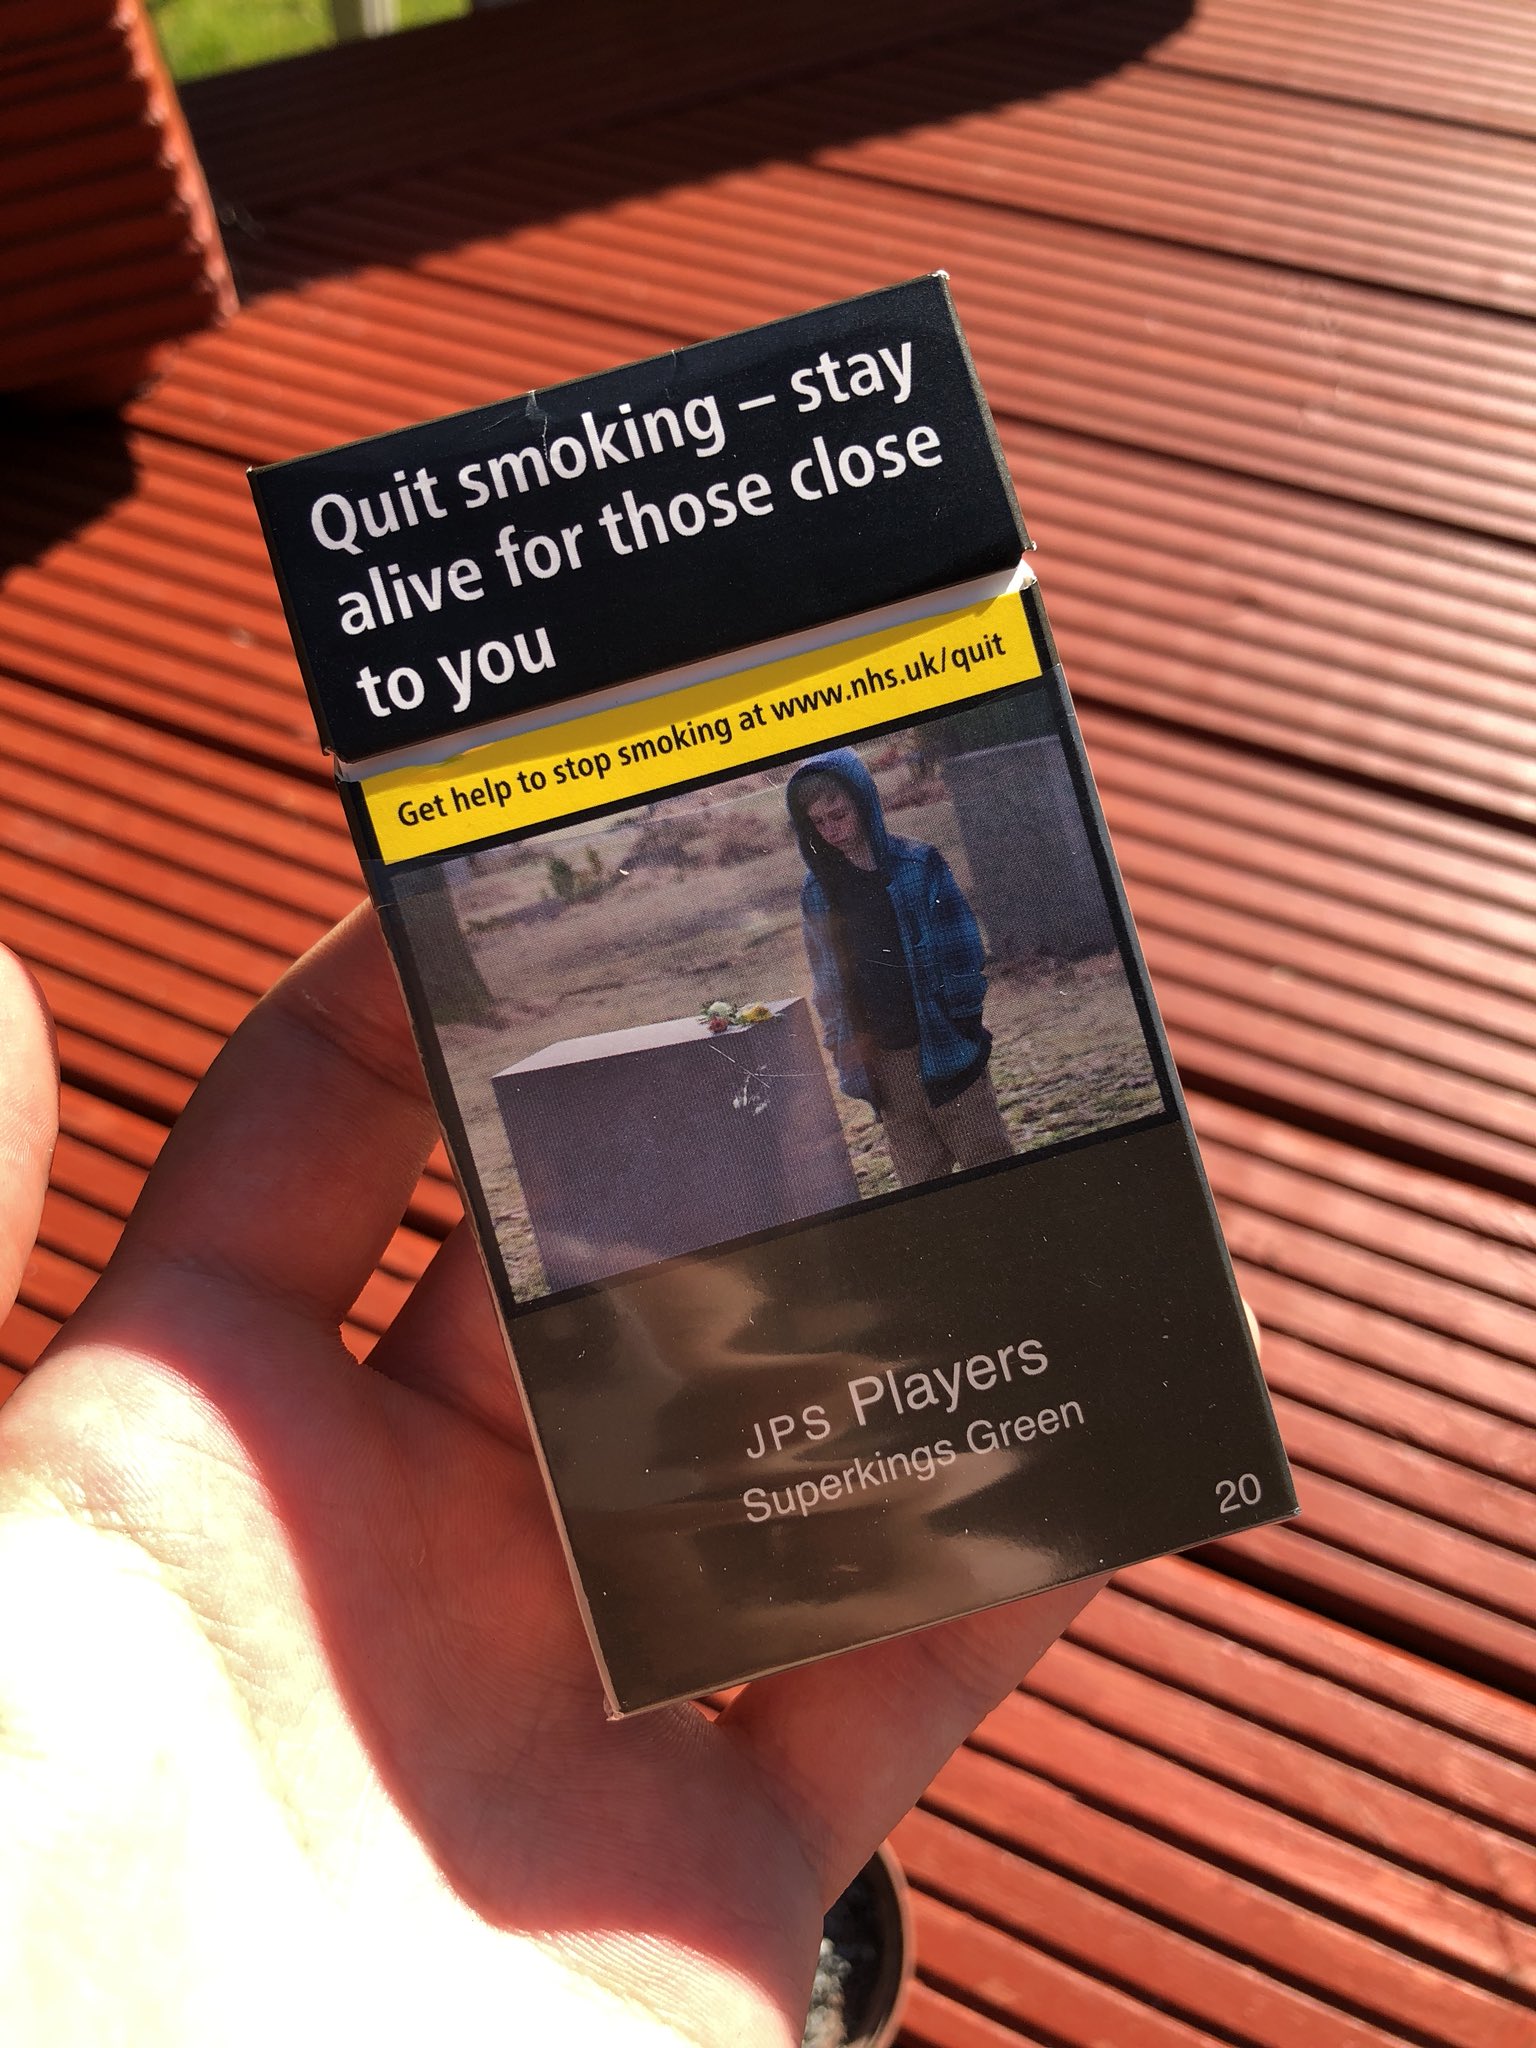 Quit smoking – stay
alive for those close
to you
Get help to stop smoking at www.nhs.uk/quit
JPS Players
Superkings Green
20